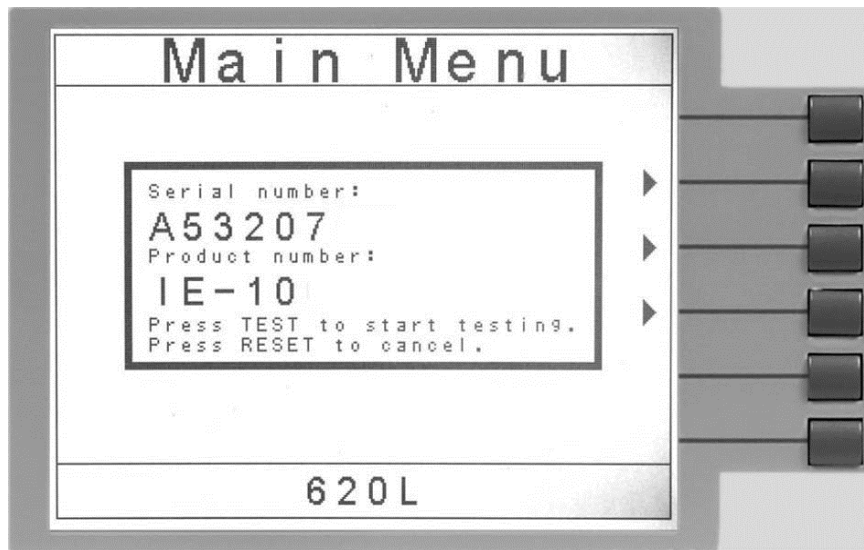 Main Menu
Serial number:
A53207
Product number:
IE-10
Press TEST to start testing.
Press RESET to cancel.
620L